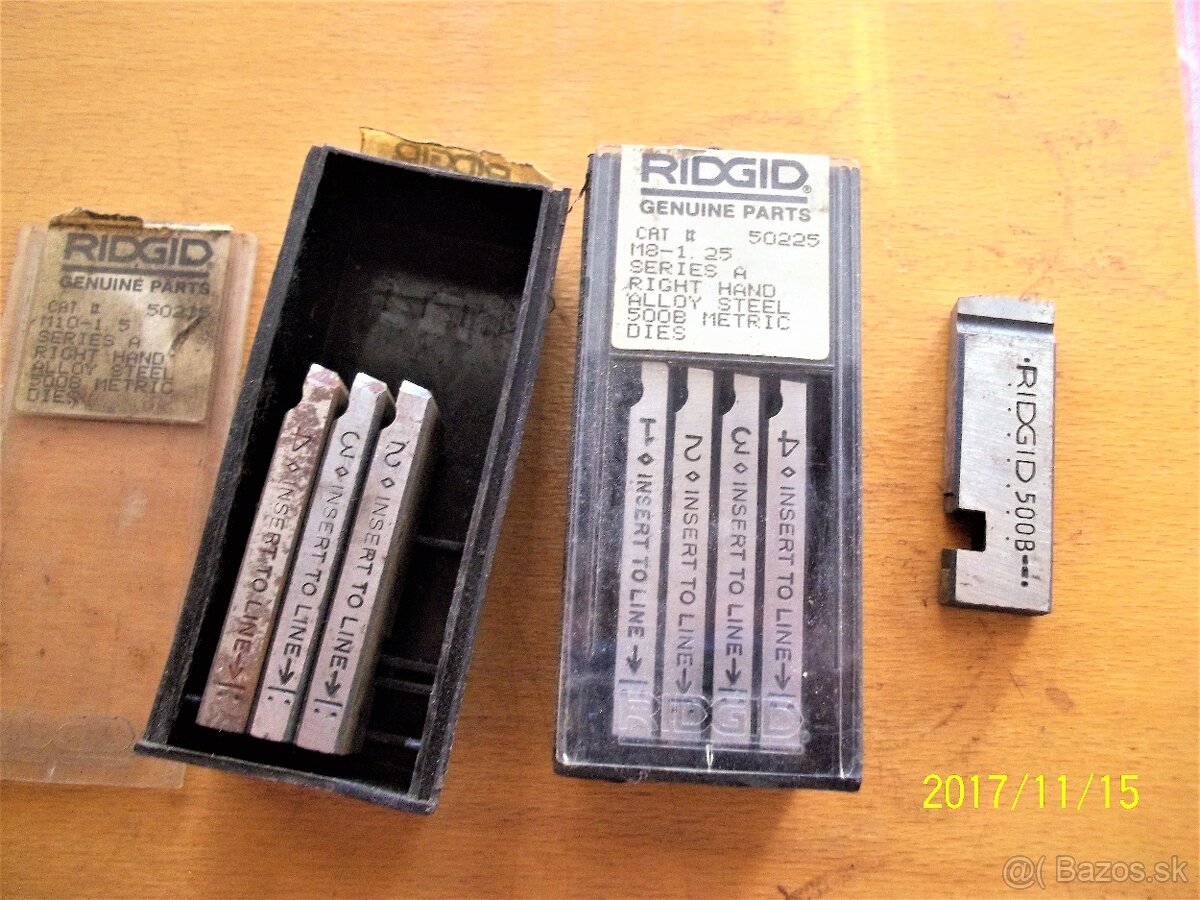 RIDGID
GENUINE PARTS
CAT #
M10-1.5
SERIES A
RIGHT HAND
ALLOY STEEL
500B METRIC
DIES
RIDGID
4 ◇ INSERT TO LINE→|:
3 ◇ INSERT TO LINE→|:
2 ◇ INSERT TO LINE→|:
RIDGID®
GENUINE PARTS
CAT # 50225
M8-1.25
SERIES A
RIGHT HAND
ALLOY STEEL
500B METRIC
DIES
1 ◇ INSERT TO LINE→|:
2 ◇ INSERT TO LINE→|
3 ◇ INSERT TO LINE→|
4 ◇ INSERT TO LINE→|
RIDGID®
RIDGID 500B
2017/11/15
@( Bazos.sk